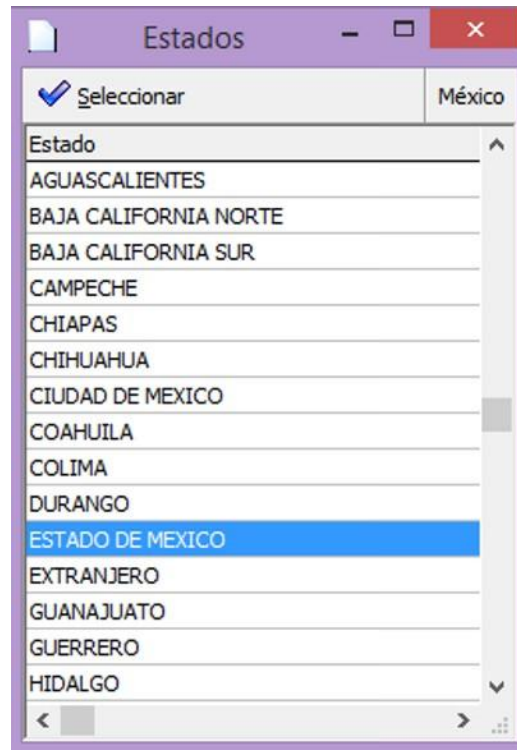 Estados
Seleccionar México
Estado
AGUASCALIENTES
BAJA CALIFORNIA NORTE
BAJA CALIFORNIA SUR
CAMPECHE
CHIAPAS
CHIHUAHUA
CIUDAD DE MEXICO
COAHUILA
COLIMA
DURANGO
ESTADO DE MEXICO
EXTRANJERO
GUANAJUATO
GUERRERO
HIDALGO